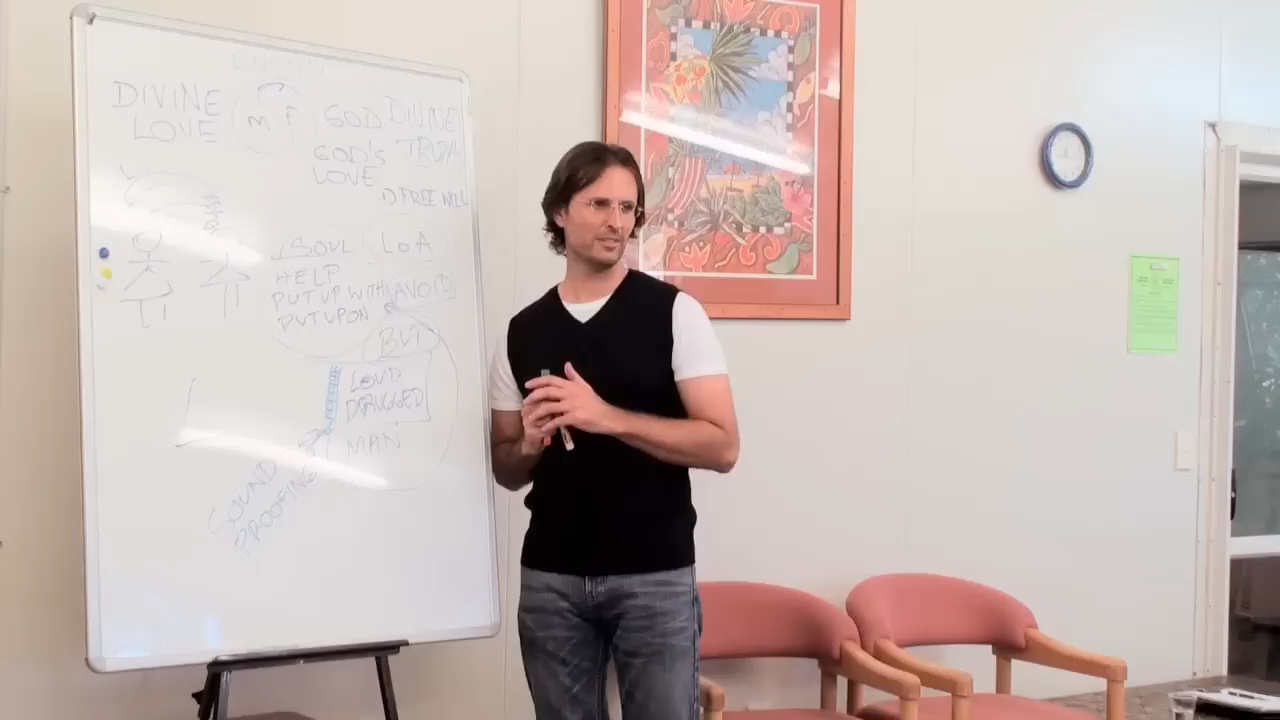 DIVINE
LOVE
M F
GOD
GOD'S
LOVE
DIVINE
TRUTH
1) FREE WILL
SOUL
LOA
HELP
PUT UP WITH
PUT UPON
AVOID
BUT
LOUD
DRUGGED
MAN
SOUND
PROOFING